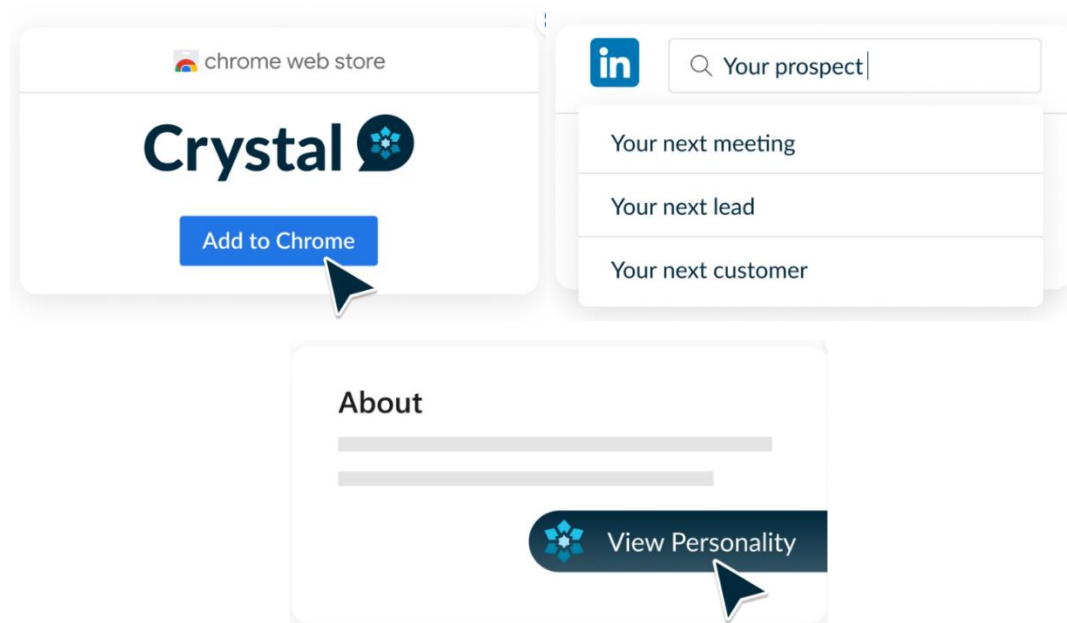 chrome web store
Crystal
Add to Chrome
in
Your prospect
Your next meeting
Your next lead
Your next customer
About
View Personality